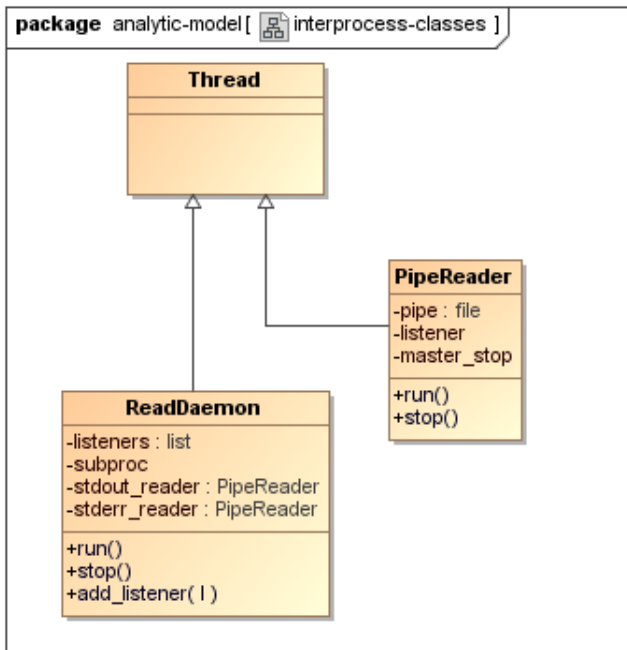 package analytic-model[ interprocess-classes ]
Thread
PipeReader
-pipe : file
-listener
-master_stop
+run()
+stop()
ReadDaemon
-listeners : list
-subproc
-stdout_reader : PipeReader
-stderr_reader : PipeReader
+run()
+stop()
+add_listener( l )